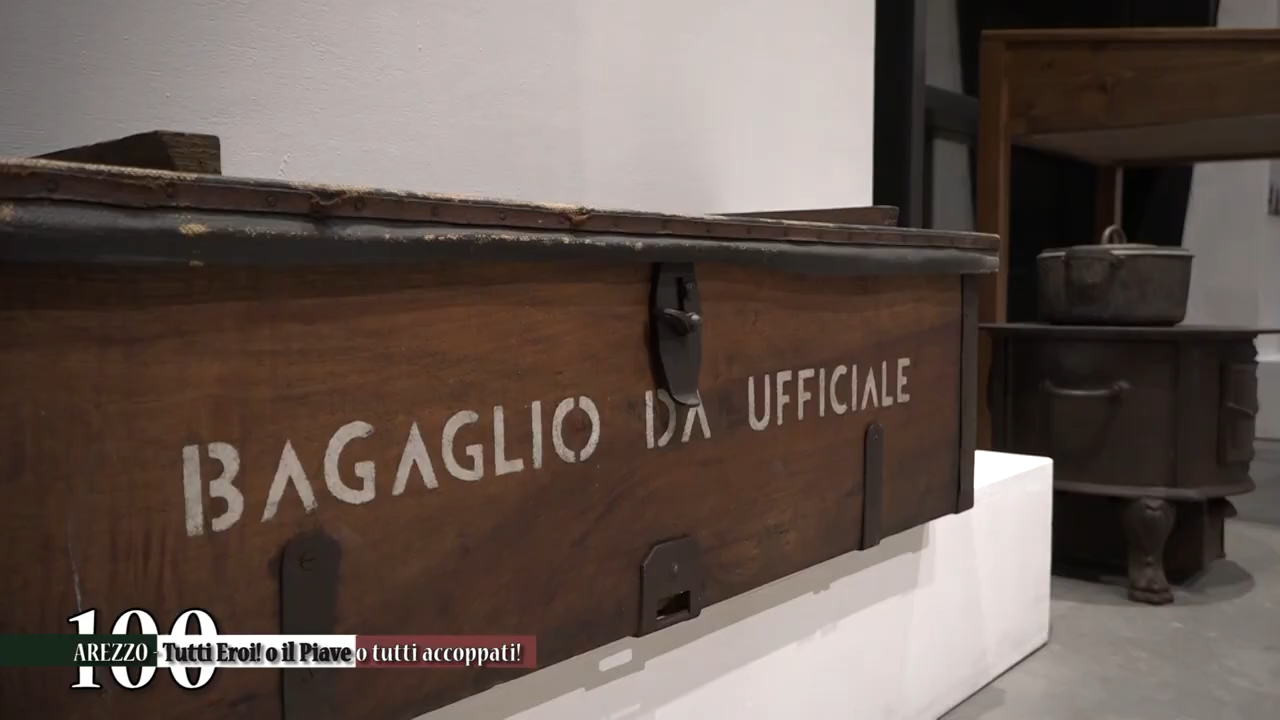 BAGAGLIO DA UFFICIALE
100
AREZZO - Tutti Eroi! o il Piave o tutti accoppati!